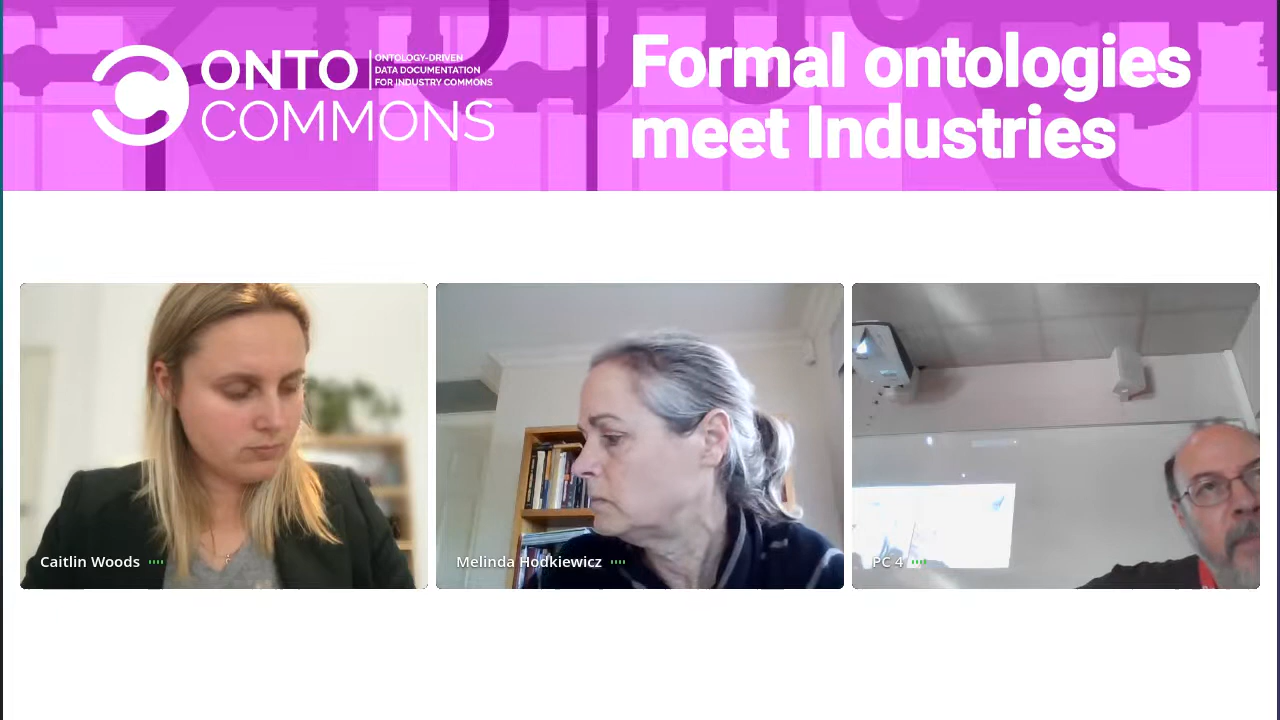 ONTO
COMMONS
ONTOLOGY-DRIVEN
DATA DOCUMENTATION
FOR INDUSTRY COMMONS
Formal ontologies
meet Industries
Caitlin Woods
Melinda Hodkiewicz
PC 4